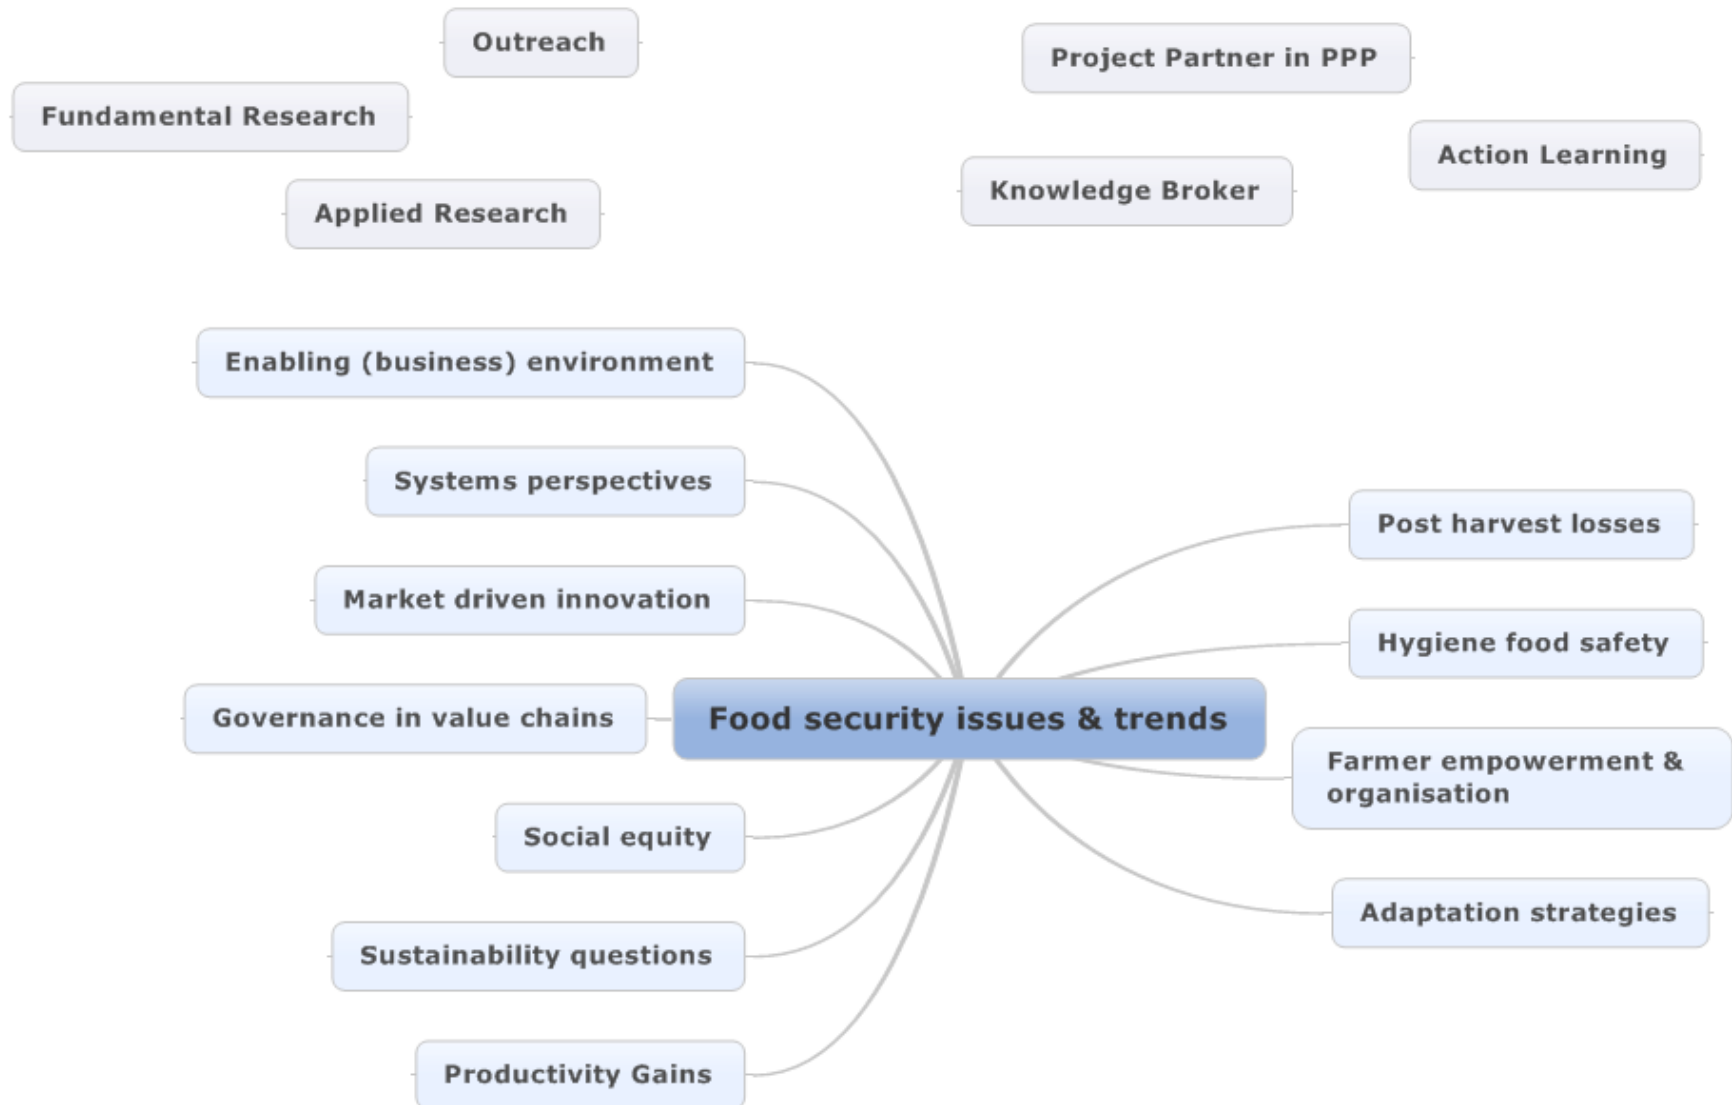 Outreach
Project Partner in PPP
Fundamental Research
Action Learning
Knowledge Broker
Applied Research
Enabling (business) environment
Systems perspectives
Market driven innovation
Governance in value chains
Social equity
Sustainability questions
Productivity Gains
Food security issues & trends
Post harvest losses
Hygiene food safety
Farmer empowerment &
organisation
Adaptation strategies